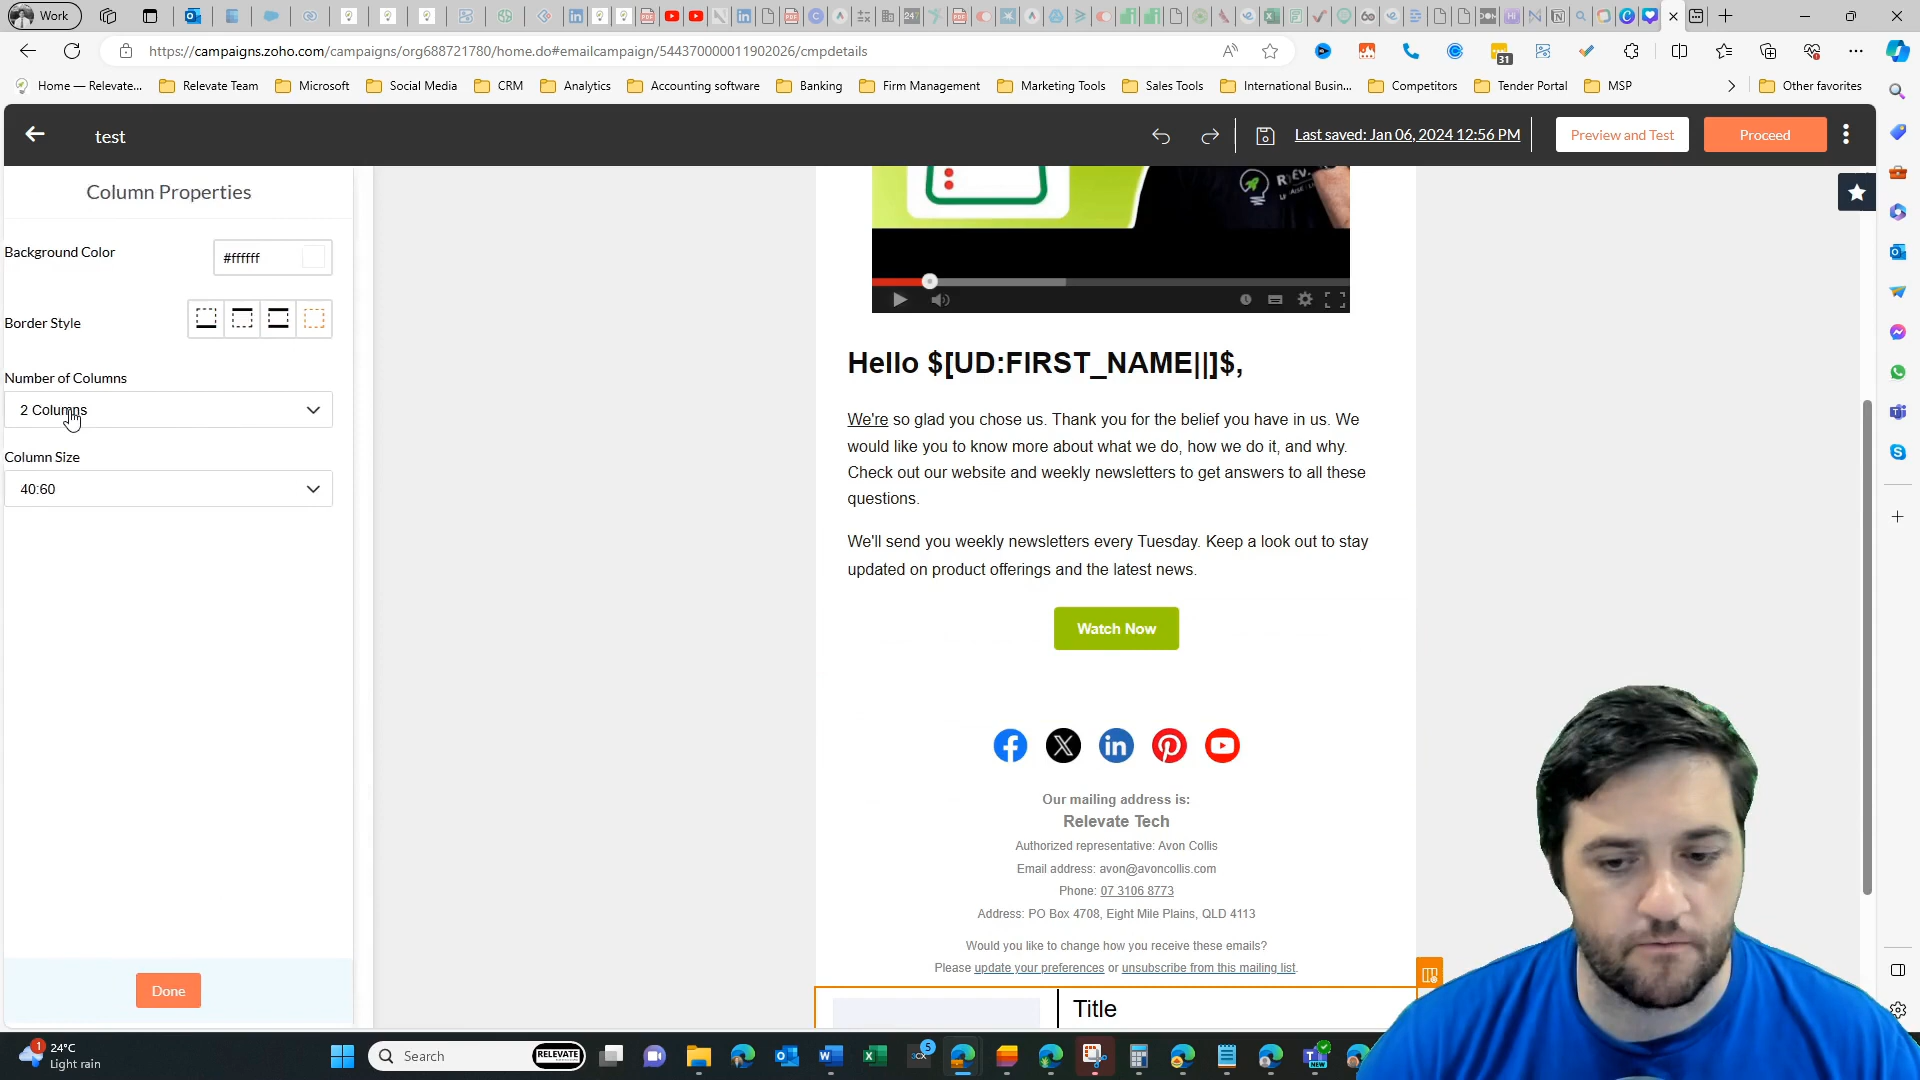 Work
https://campaigns.zoho.com/campaigns/org688721780/home.do#emailcampaign/544370000011902026/cmpdetails
31
Home — Relevate...
Relevate Team
Microsoft
Social Media
CRM
Analytics
Accounting software
Banking
Firm Management
Marketing Tools
Sales Tools
International Busin...
Competitors
Tender Portal
MSP
Other favorites
test
Last saved: Jan 06, 2024 12:56 PM
Preview and Test
Proceed
Column Properties
Background Color
#ffffff
Border Style
Number of Columns
2 Columns
Column Size
40:60
Done
Hello $[UD:FIRST_NAME||]$,
We're so glad you chose us. Thank you for the belief you have in us. We
would like you to know more about what we do, how we do it, and why.
Check out our website and weekly newsletters to get answers to all these
questions.
We'll send you weekly newsletters every Tuesday. Keep a look out to stay
updated on product offerings and the latest news.
Watch Now
Our mailing address is:
Relevate Tech
Authorized representative: Avon Collis
Email address: avon@avoncollis.com
Phone: 07 3106 8773
Address: PO Box 4708, Eight Mile Plains, QLD 4113
Would you like to change how you receive these emails?
Please update your preferences or unsubscribe from this mailing list.
Title
1
24°C
Light rain
Search
RELEVATE
3CX
5
NEW